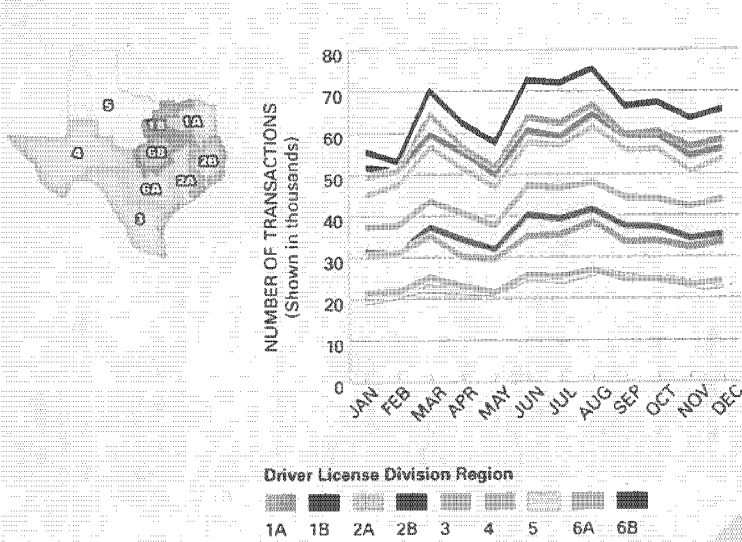 5
1B
1A
4
6B
2B
6A
2A
3
NUMBER OF TRANSACTIONS
(Shown in thousands)
80
70
60
50
40
30
20
10
0
JAN FEB MAR APR MAY JUN JUL AUG SEP OCT NOV DEC
Driver License Division Region
1A 1B 2A 2B 3 4 5 6A 6B